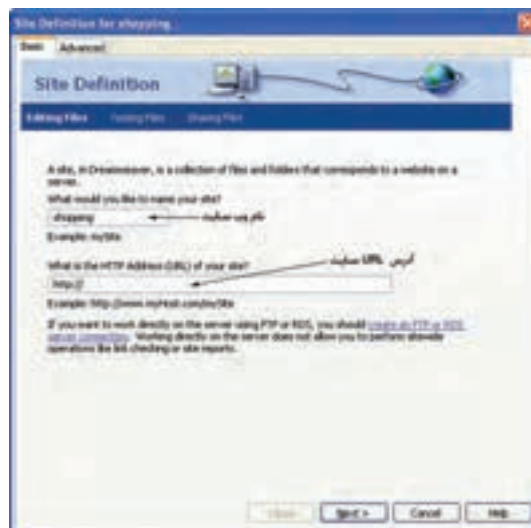 Site Definition for shopping
Basic Advanced
Site Definition
Editing Files Testing Files Sharing Files
A site, in Dreamweaver, is a collection of files and folders that corresponds to a website on a
server.
What would you like to name your site?
shopping نام وب سایت
Example: mySite
What is the HTTP Address (URL) of your site?
آدرس URL سایت
http://
Example: http://www.myHost.com/mySite
If you want to work directly on the server using FTP or RDS, you should create an FTP or RDS
server connection. Working directly on the server does not allow you to perform sitewide
operations like link checking or site reports.
Next > Cancel Help